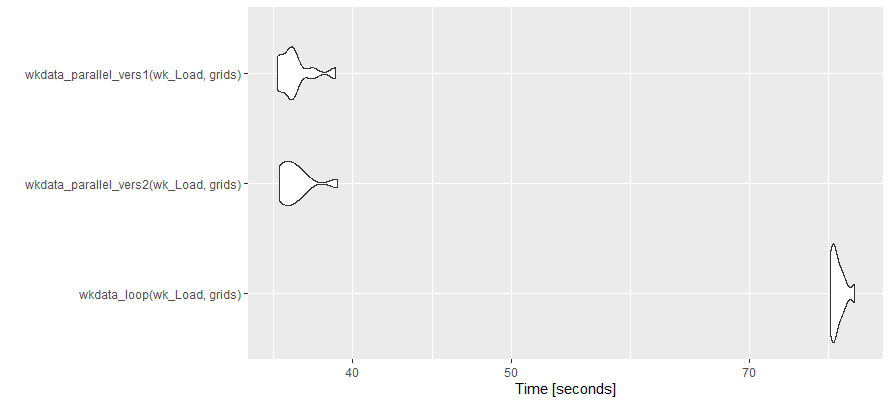 wkdata_parallel_vers1(wk_Load, grids)
wkdata_parallel_vers2(wk_Load, grids)
wkdata_loop(wk_Load, grids)
40 50 70
Time [seconds]